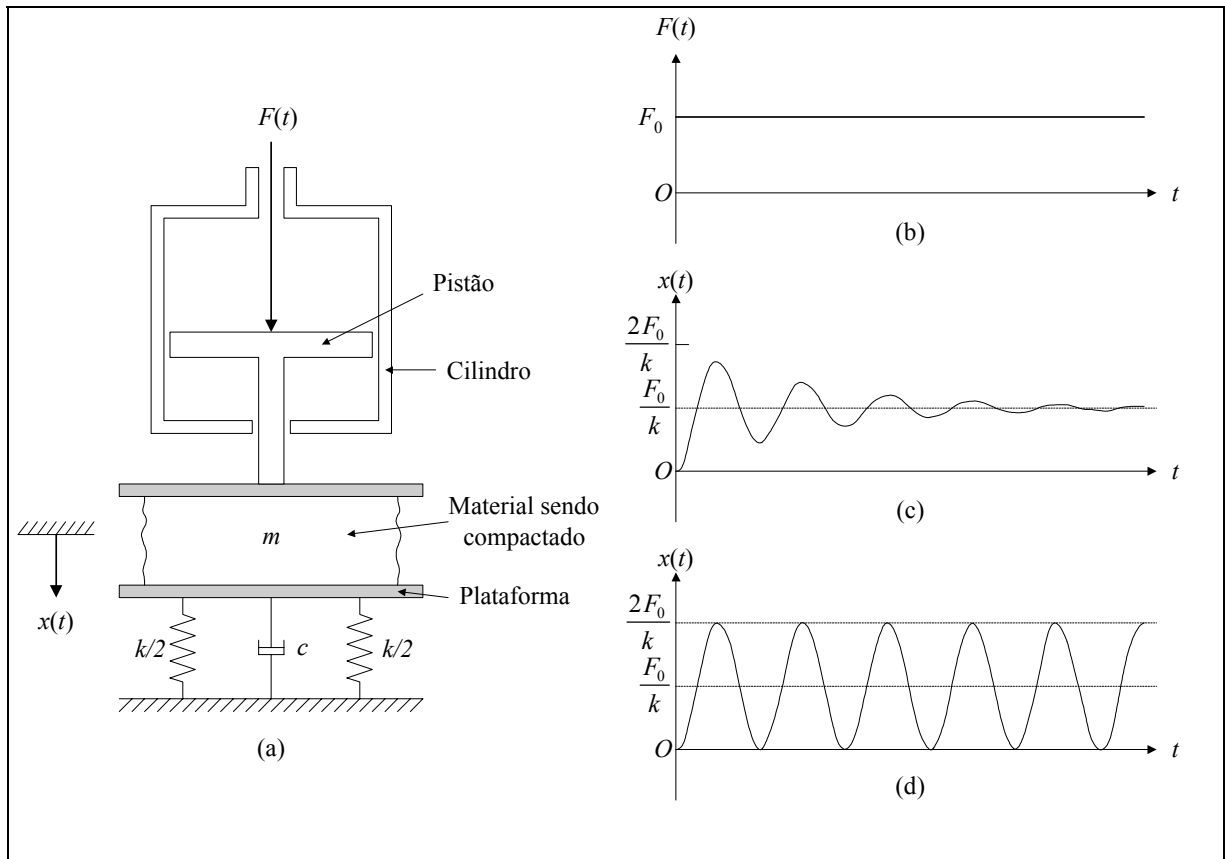 F(t)
Pistão
Cilindro
Material sendo
compactado
m
Plataforma
x(t)
k/2
c
k/2
(a)
F(t)
F₀
O
t
(b)
x(t)
2F₀
k
F₀
k
O
t
(c)
x(t)
2F₀
k
F₀
k
O
t
(d)